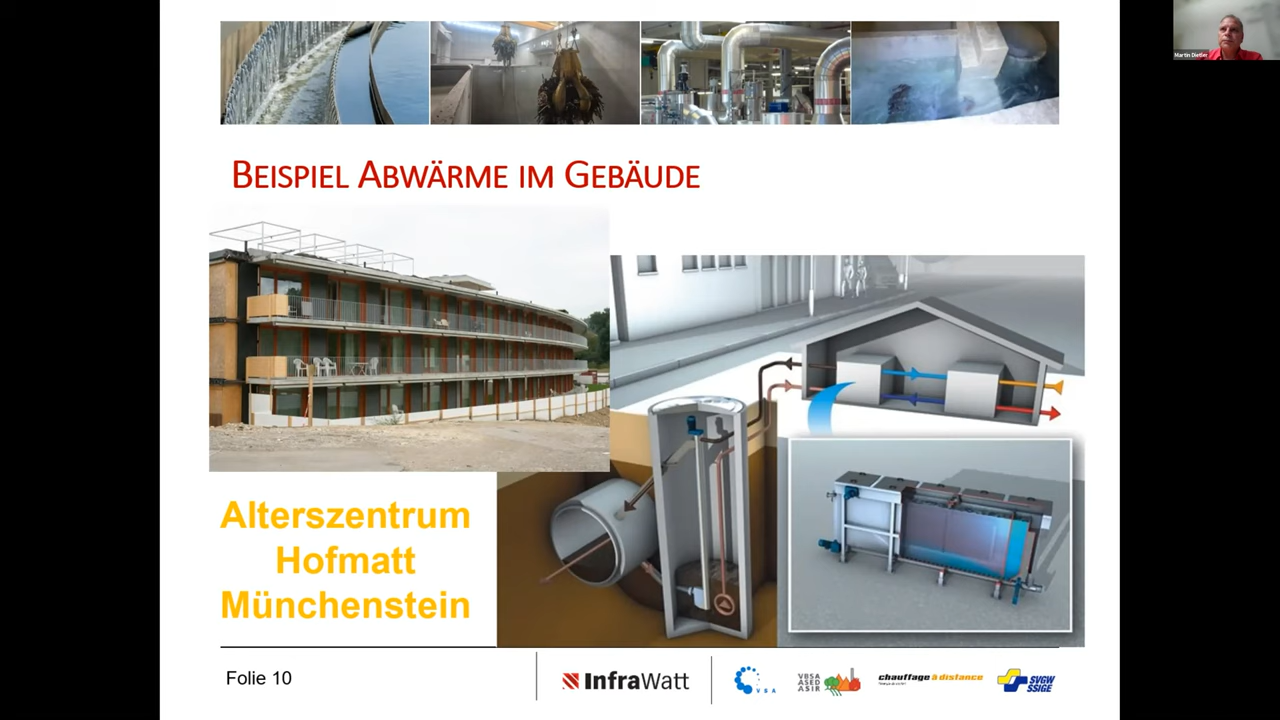 Martin Dietler
BEISPIEL ABWÄRME IM GEBÄUDE
Alterszentrum
Hofmatt
Münchenstein
Folie 10
InfraWatt
VSA
VBSA
ASED
ASIR
chauffage à distance
SVGW
SSIGE